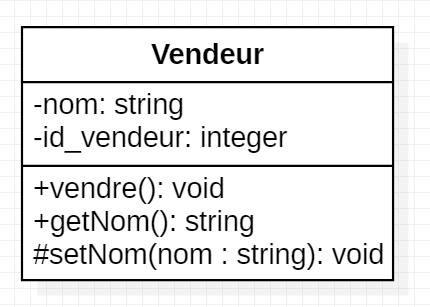 Vendeur
-nom: string
-id_vendeur: integer
+vendre(): void
+getNom(): string
#setNom(nom : string): void